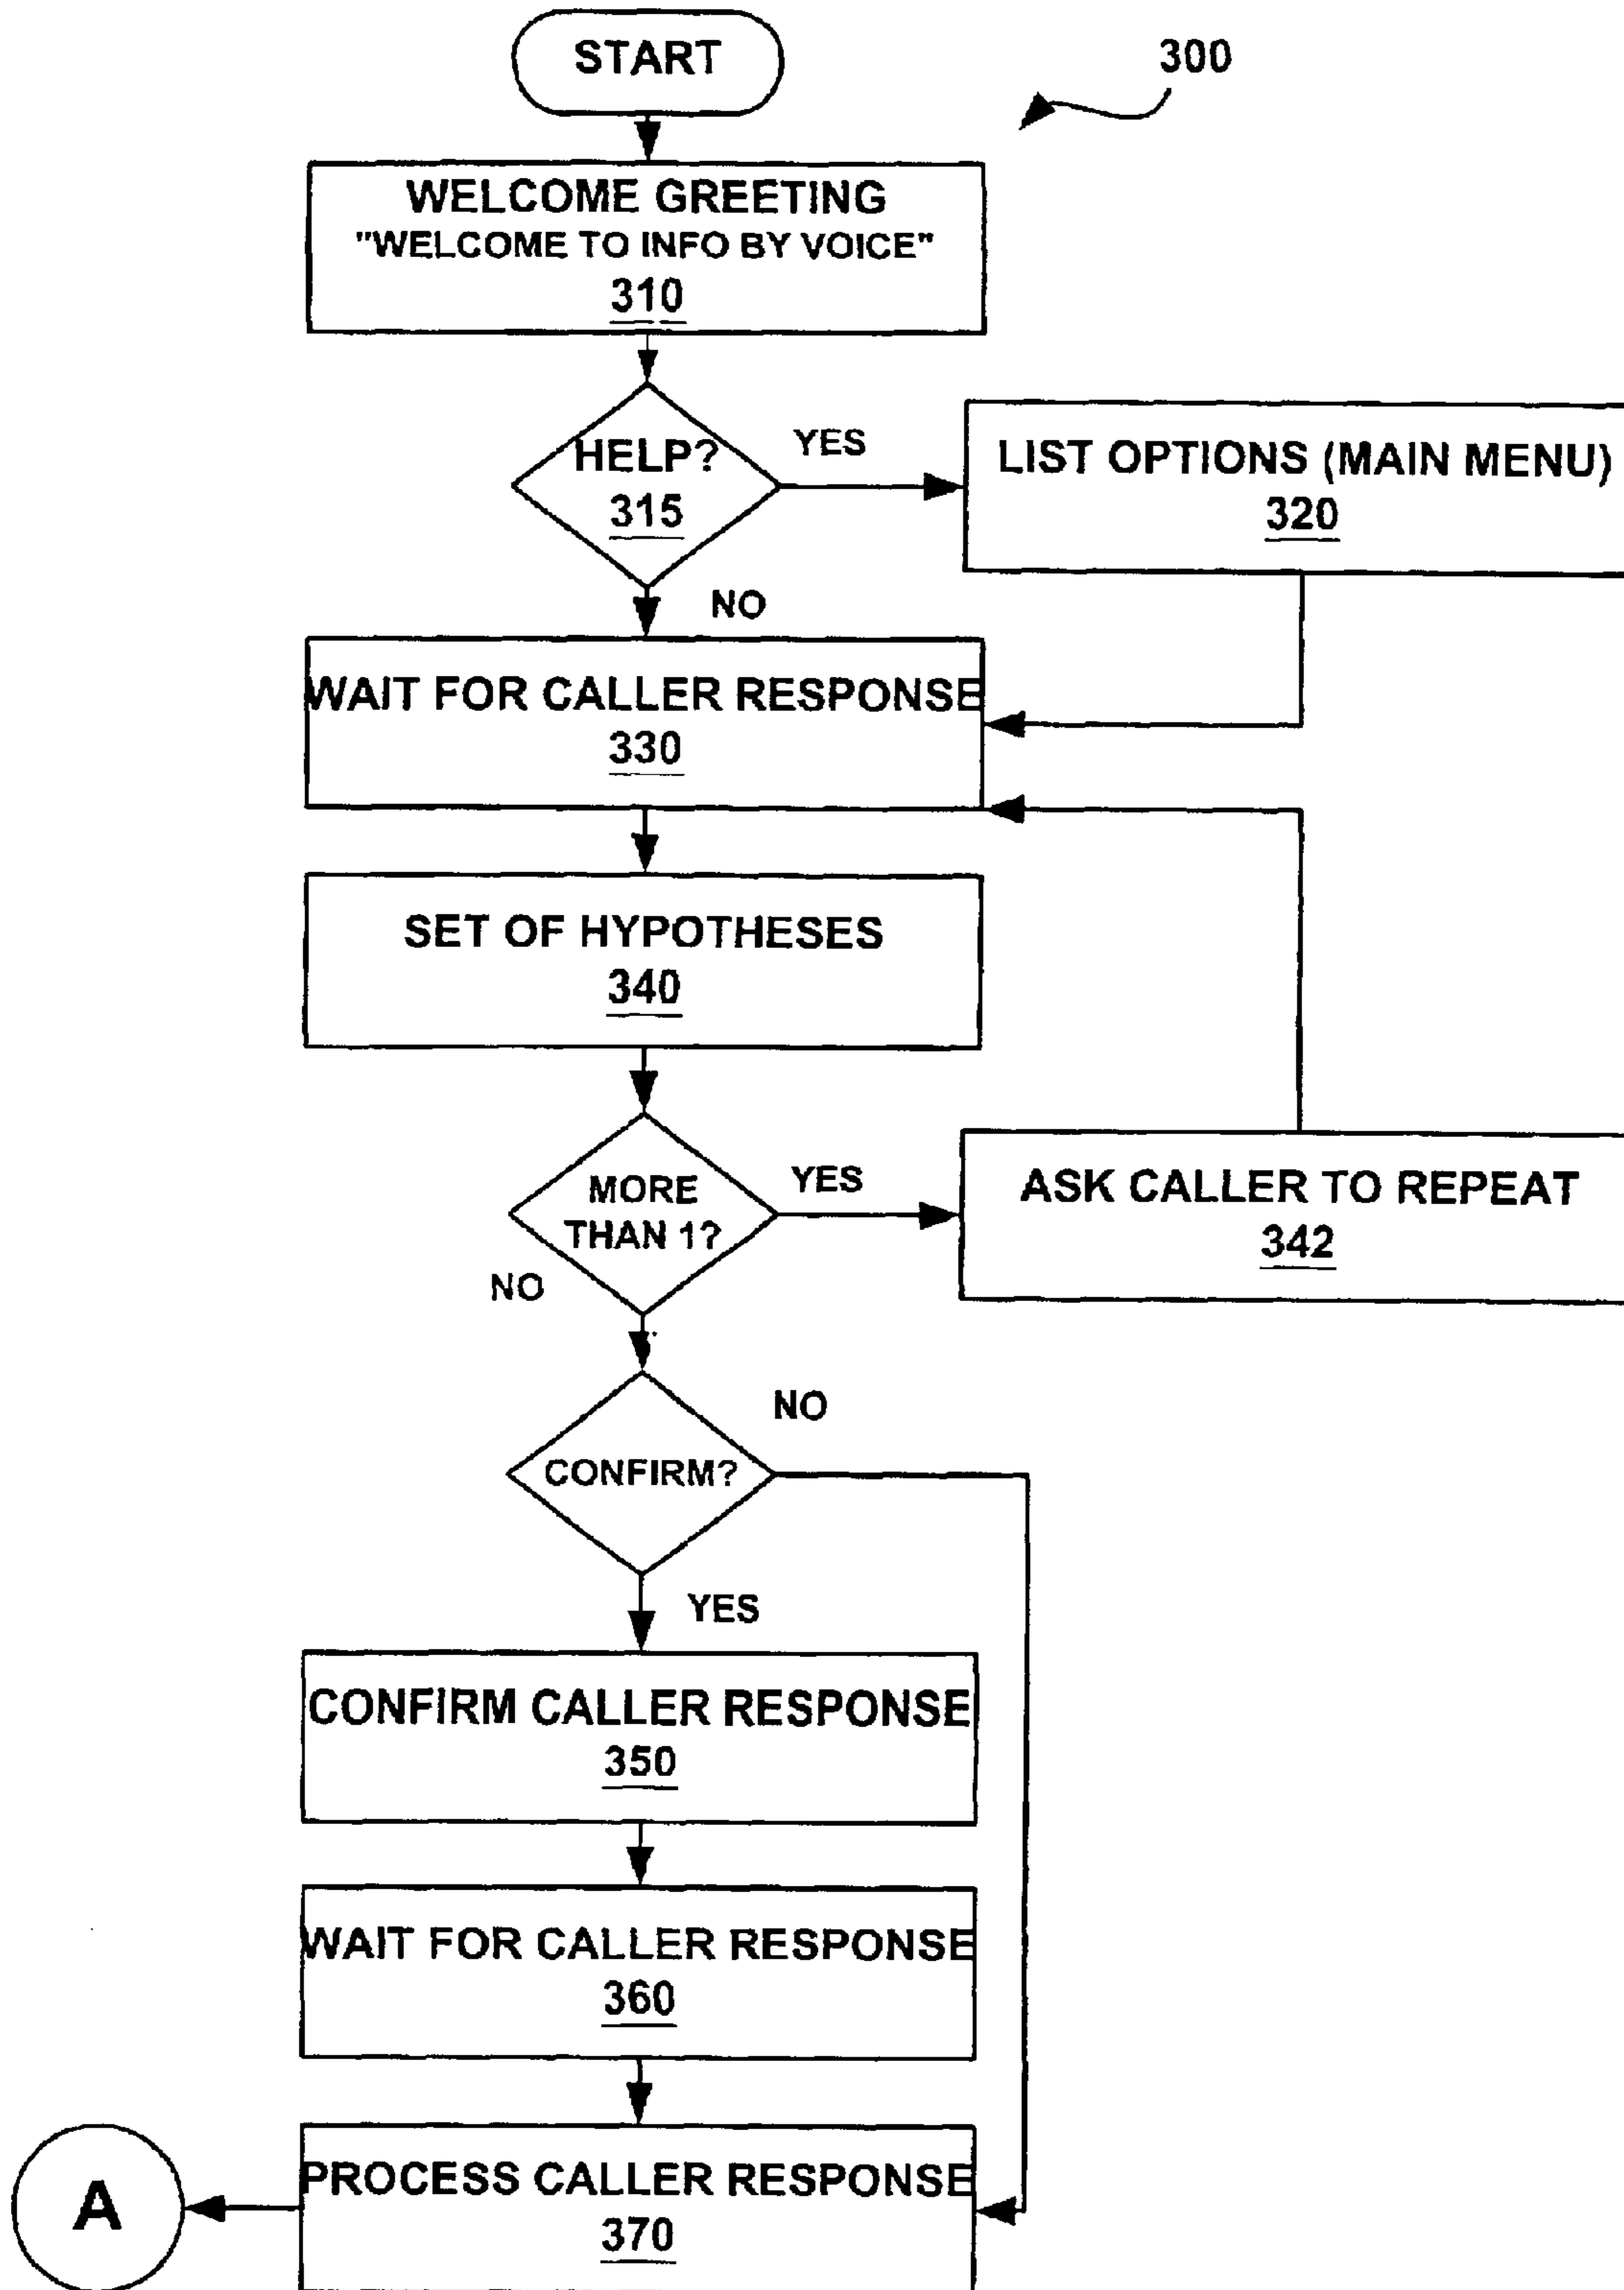 START
300
WELCOME GREETING
"WELCOME TO INFO BY VOICE"
310
HELP?
315
YES
LIST OPTIONS (MAIN MENU)
320
NO
WAIT FOR CALLER RESPONSE
330
SET OF HYPOTHESES
340
MORE
THAN 1?
YES
ASK CALLER TO REPEAT
342
NO
CONFIRM?
NO
YES
CONFIRM CALLER RESPONSE
350
WAIT FOR CALLER RESPONSE
360
PROCESS CALLER RESPONSE
370
A